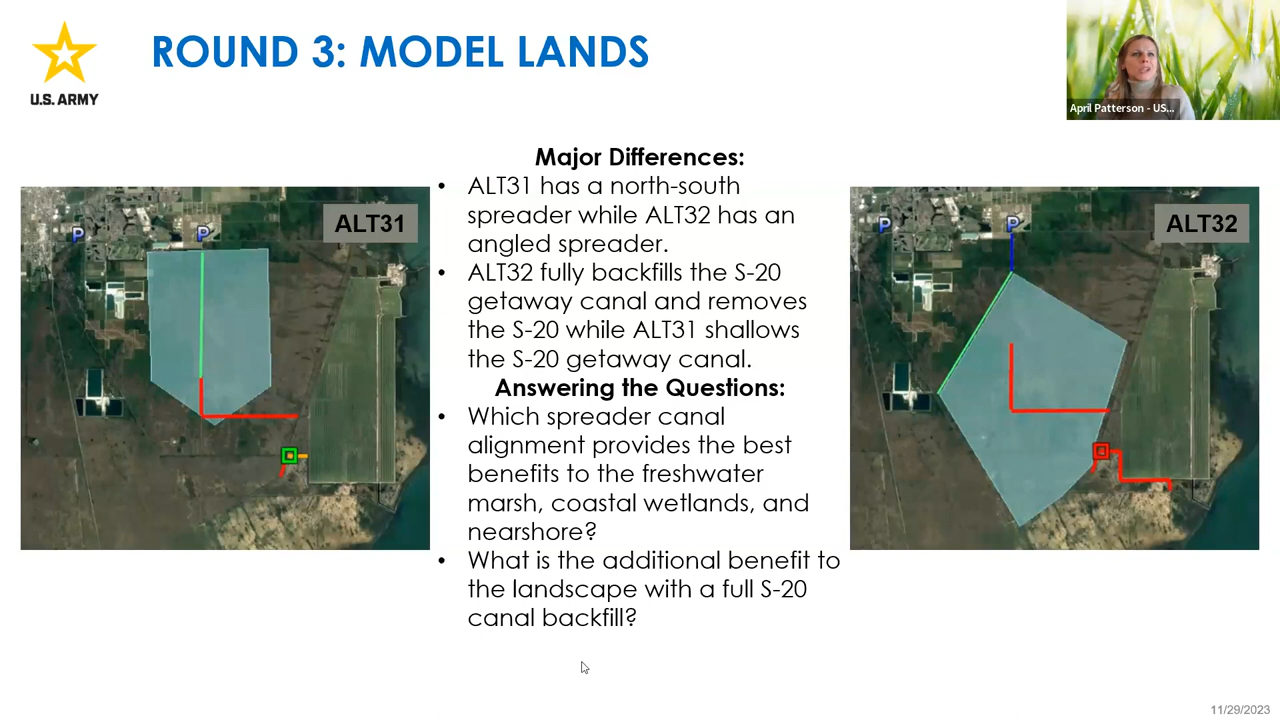 ROUND 3: MODEL LANDS
U.S. ARMY
April Patterson - US...
Major Differences:
• ALT31 has a north-south
spreader while ALT32 has an
angled spreader.
• ALT32 fully backfills the S-20
getaway canal and removes
the S-20 while ALT31 shallows
the S-20 getaway canal.
Answering the Questions:
• Which spreader canal
alignment provides the best
benefits to the freshwater
marsh, coastal wetlands, and
nearshore?
• What is the additional benefit to
the landscape with a full S-20
canal backfill?
ALT31
P
P
ALT32
P
P
11/29/2023